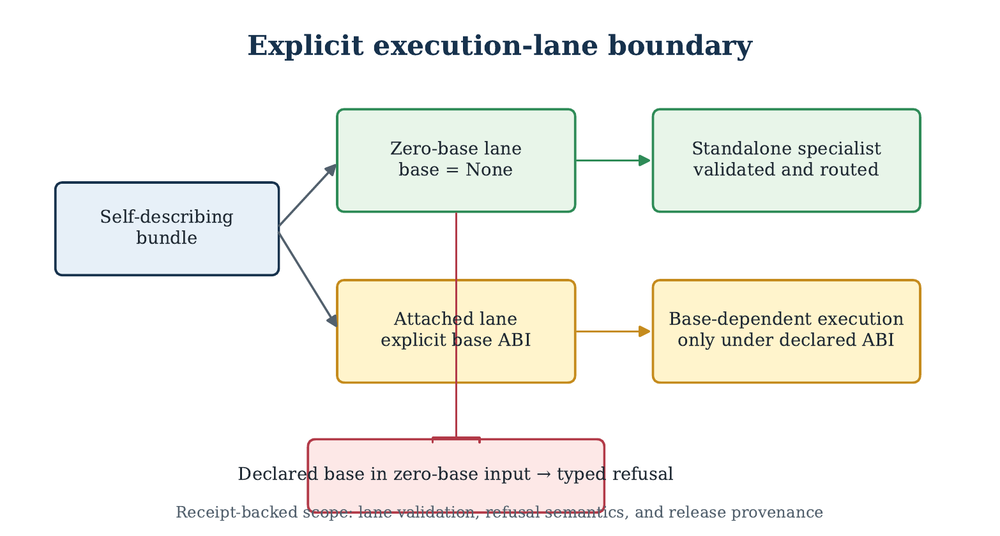 Explicit execution-lane boundary
Zero-base lane
base = None
Standalone specialist
validated and routed
Self-describing
bundle
Attached lane
explicit base ABI
Base-dependent execution
only under declared ABI
Declared base in zero-base input → typed refusal
Receipt-backed scope: lane validation, refusal semantics, and release provenance